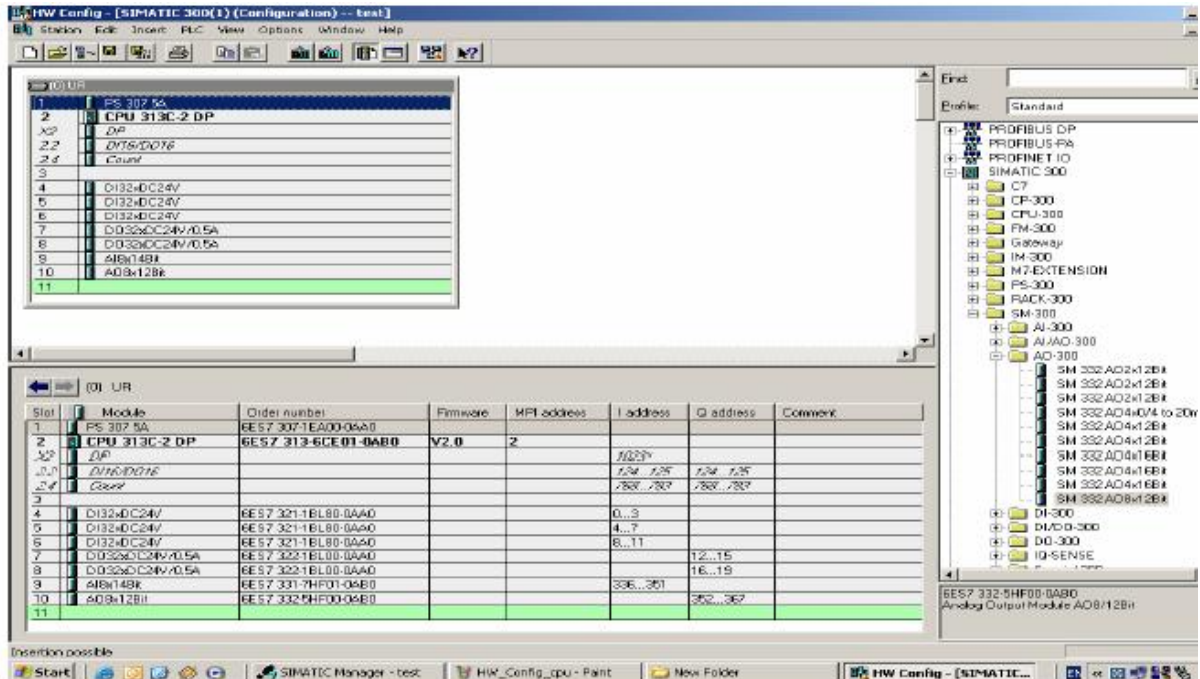 HW Config - [SIMATIC 300(1) (Configuration) -- test]
Station Edit Insert PLC View Options Window Help
(0) UR
1 PS 307 5A
2 CPU 313C-2 DP
X2 DP
2.2 DI16/DO16
2.4 Count
3
4 DI32xDC24V
5 DI32xDC24V
6 DI32xDC24V
7 DO32xDC24V/0.5A
8 DO32xDC24V/0.5A
9 AI8x14Bit
10 AO8x12Bit
11
Find:
Profile: Standard
PROFIBUS DP
PROFIBUS-PA
PROFINET IO
SIMATIC 300
C7
CP-300
CPU-300
FM-300
Gateway
IM-300
M7-EXTENSION
PS-300
RACK-300
SM-300
AI-300
AI/AO-300
AO-300
SM 332 AO2x12Bit
SM 332 AO2x12Bit
SM 332 AO2x12Bit
SM 332 AO4x0/4 to 20m
SM 332 AO4x12Bit
SM 332 AO4x12Bit
SM 332 AO4x16Bit
SM 332 AO4x16Bit
SM 332 AO4x16Bit
SM 332 AO8x12Bit
DI-300
DI/DO-300
DO-300
IQ-SENSE
6ES7 332-5HF00-0AB0
Analog Output Module AO8/12Bit
(0) UR
Slot Module Order number Firmware MPI address I address Q address Comment
1 PS 307 5A 6ES7 307-1EA00-0AA0
2 CPU 313C-2 DP 6ES7 313-6CE01-0AB0 V2.0 2
X2 DP 1023*
2.2 DI16/DO16 124...125 124...125
2.4 Count 768...783 768...783
3
4 DI32xDC24V 6ES7 321-1BL80-0AA0 0...3
5 DI32xDC24V 6ES7 321-1BL80-0AA0 4...7
6 DI32xDC24V 6ES7 321-1BL00-0AA0 8...11
7 DO32xDC24V/0.5A 6ES7 322-1BL00-0AA0 12...15
8 DO32xDC24V/0.5A 6ES7 322-1BL00-0AA0 16...19
9 AI8x14Bit 6ES7 331-7HF01-0AB0 336...351
10 AO8x12Bit 6ES7 332-5HF00-0AB0 352...367
11
Insertion possible
Start SIMATIC Manager - test HW_Config_cpu - Paint New Folder HW Config - [SIMATIC...